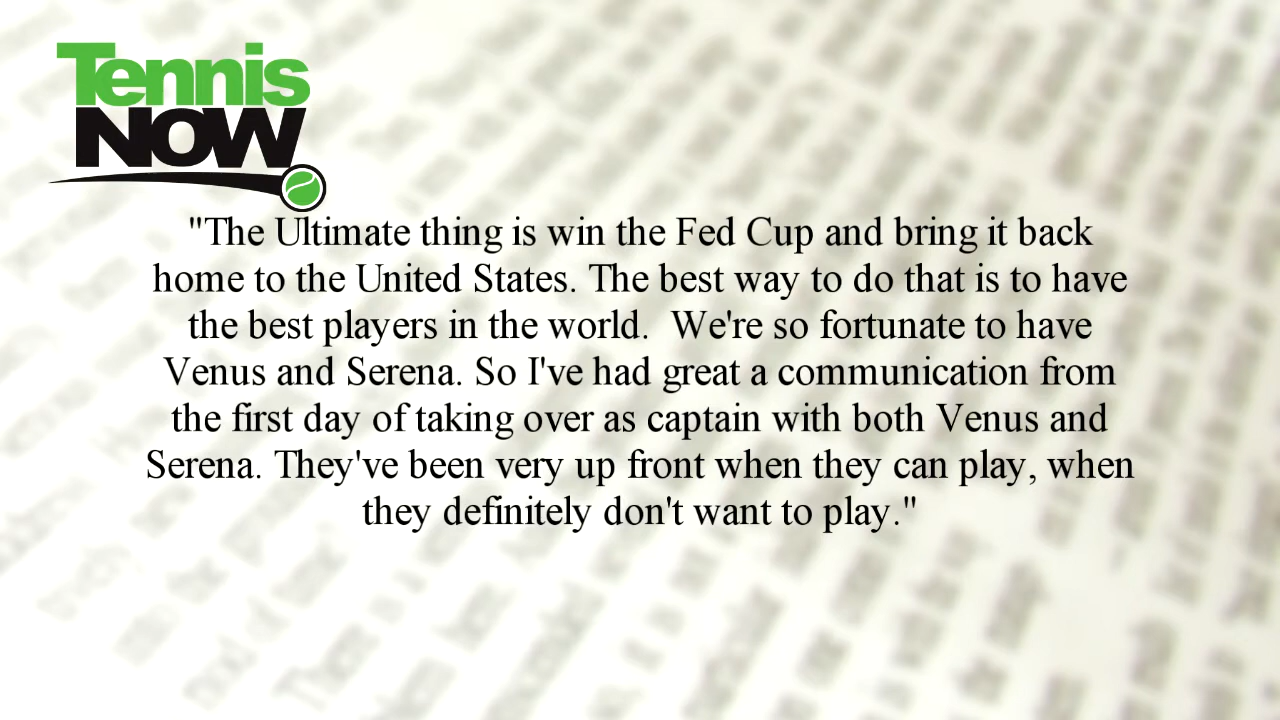 Tennis
NOW
"The Ultimate thing is win the Fed Cup and bring it back
home to the United States. The best way to do that is to have
the best players in the world.  We're so fortunate to have
Venus and Serena. So I've had great a communication from
the first day of taking over as captain with both Venus and
Serena. They've been very up front when they can play, when
they definitely don't want to play."